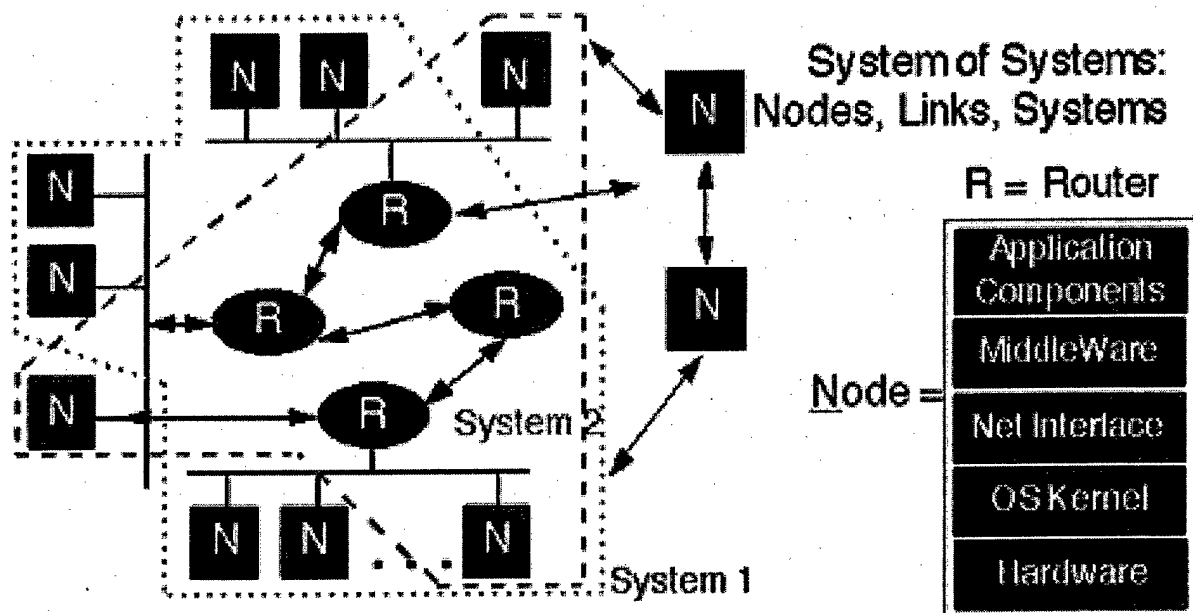 N
N
N
System of Systems:
N
Nodes, Links, Systems
N
R = Router
R
Application
Components
N
R
R
N
MiddleWare
N
R
Node =
System 2
Net Interface
OS Kernel
N
N
N
System 1
Hardware